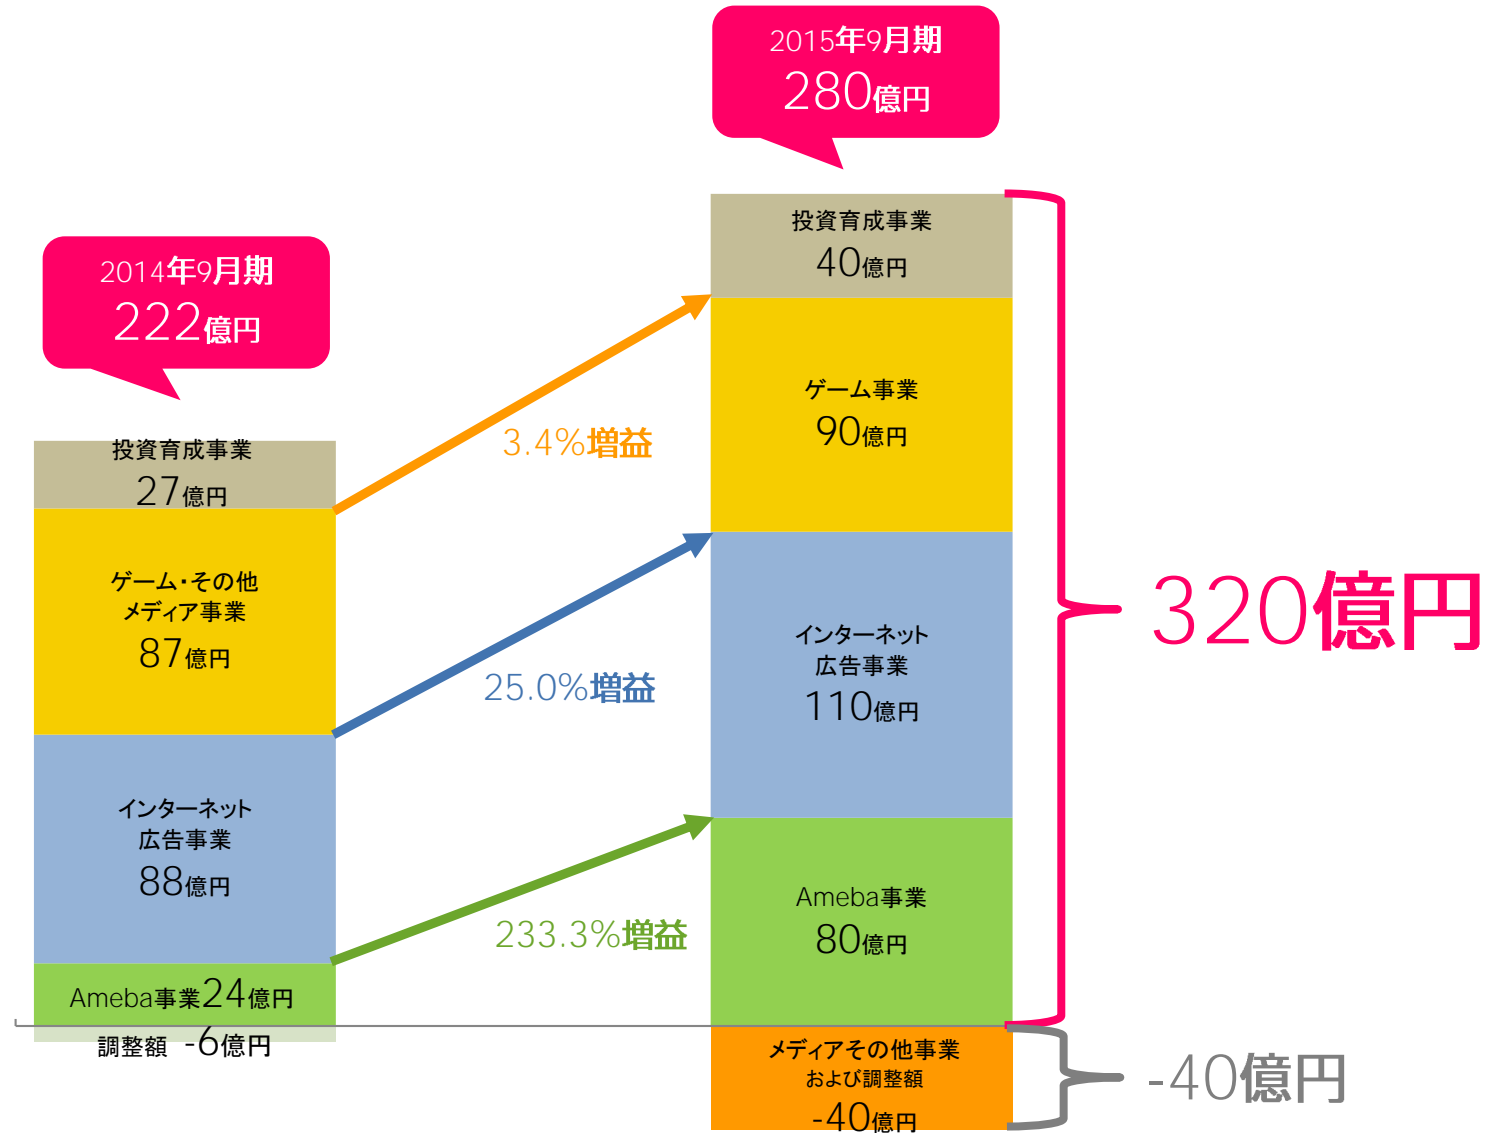 2015年9月期
280億円
2014年9月期
222億円
投資育成事業
27億円
ゲーム・その他
メディア事業
87億円
インターネット
広告事業
88億円
Ameba事業24億円
調整額 -6億円
3.4%増益
25.0%増益
233.3%増益
投資育成事業
40億円
ゲーム事業
90億円
インターネット
広告事業
110億円
Ameba事業
80億円
メディアその他事業
および調整額
-40億円
320億円
-40億円